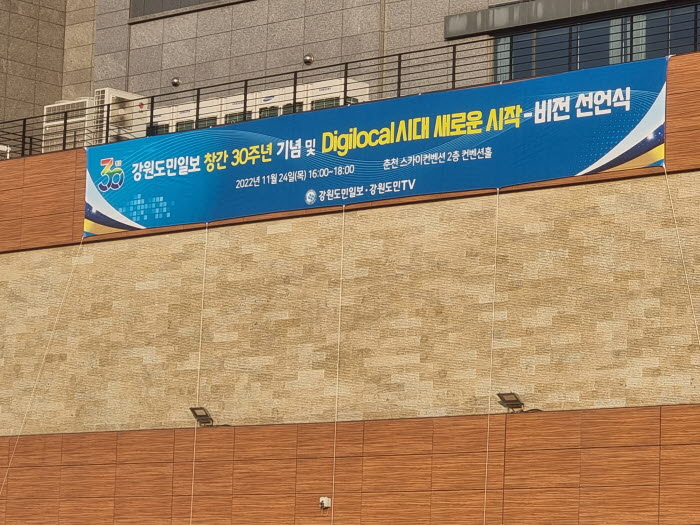 30 강원도민일보 창간 30주년 기념 및 Digilocal시대 새로운 시작 - 비전 선언식
2022년 11월 24일(목) 16:00~18:00 춘천 스카이컨벤션 2층 컨벤션홀
강원도민일보·강원도민TV